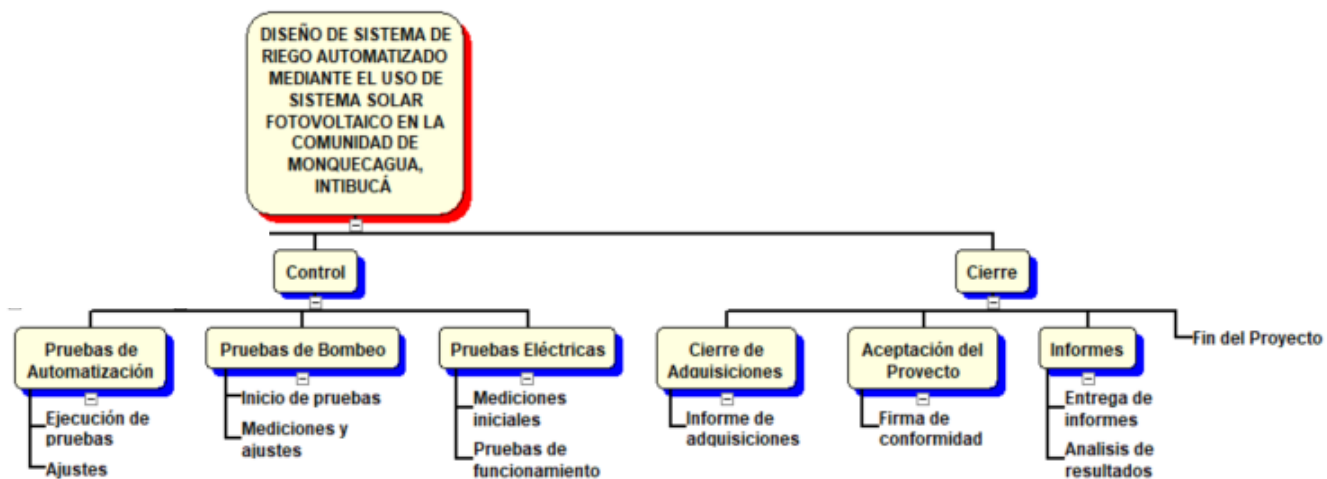 DISEÑO DE SISTEMA DE
RIEGO AUTOMATIZADO
MEDIANTE EL USO DE
SISTEMA SOLAR
FOTOVOLTAICO EN LA
COMUNIDAD DE
MONQUECAGUA,
INTIBUCÁ
Control
Cierre
Pruebas de
Automatización
Ejecución de
pruebas
Ajustes
Pruebas de Bombeo
Inicio de pruebas
Mediciones y
ajustes
Pruebas Eléctricas
Mediciones
iniciales
Pruebas de
funcionamiento
Cierre de
Adquisiciones
Informe de
adquisiciones
Aceptación del
Proyecto
Firma de
conformidad
Informes
Entrega de
informes
Analisis de
resultados
Fin del Proyecto